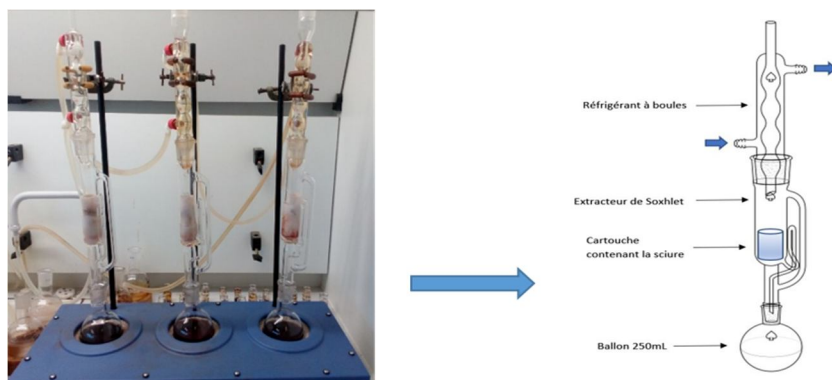 Réfrigérant à boules
Extracteur de Soxhlet
Cartouche
contenant la sciure
Ballon 250mL